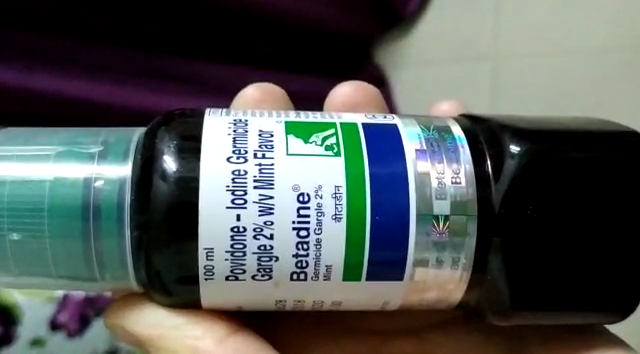 100 ml
Povidone – Iodine Germicide
Gargle 2% w/v Mint Flavor
Betadine®
Germicide Gargle 2%
Mint
बीटाडीन